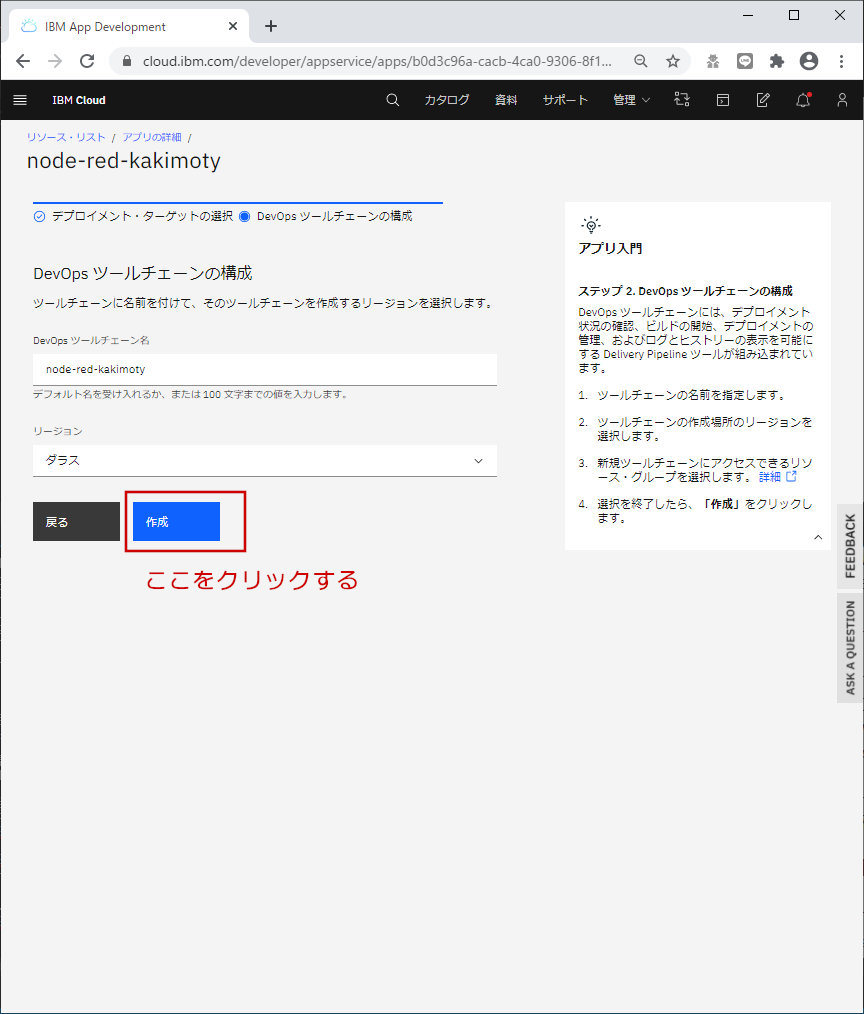 IBM App Development
cloud.ibm.com/developer/appservice/apps/b0d3c96a-cacb-4ca0-9306-8f1...
IBM Cloud
カタログ
資料
サポート
管理
リソース・リスト / アプリの詳細 /
node-red-kakimoty
デプロイメント・ターゲットの選択
DevOps ツールチェーンの構成
DevOps ツールチェーンの構成
ツールチェーンに名前を付けて、そのツールチェーンを作成するリージョンを選択します。
DevOps ツールチェーン名
node-red-kakimoty
デフォルト名を受け入れるか、または 100 文字までの値を入力します。
リージョン
ダラス
戻る
作成
ここをクリックする
アプリ入門
ステップ 2. DevOps ツールチェーンの構成
DevOps ツールチェーンには、デプロイメント
状況の確認、ビルドの開始、デプロイメントの
管理、およびログとヒストリーの表示を可能に
する Delivery Pipeline ツールが組み込まれてい
ます。
1. ツールチェーンの名前を指定します。
2. ツールチェーンの作成場所のリージョンを
選択します。
3. 新規ツールチェーンにアクセスできるリソ
ース・グループを選択します。 詳細
4. 選択を終了したら、「作成」をクリックし
ます。
FEEDBACK
ASK A QUESTION